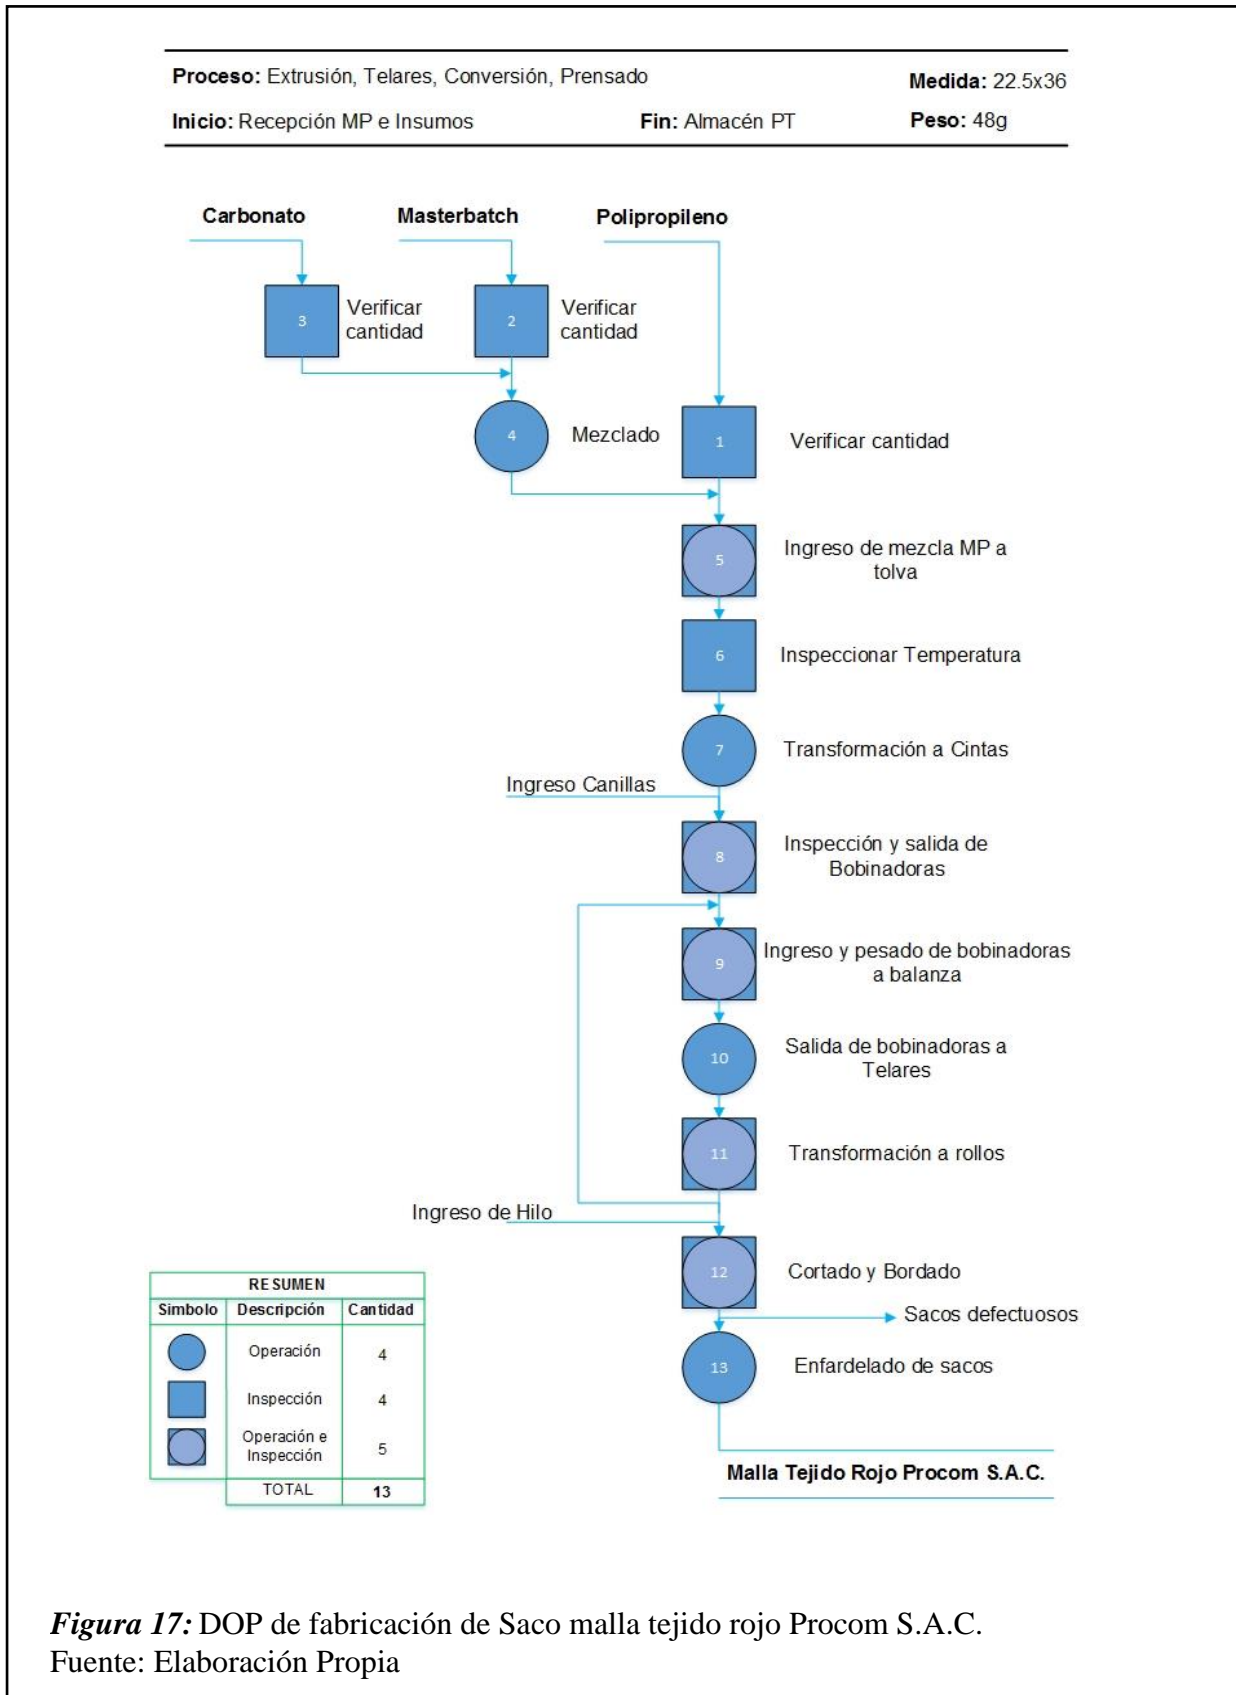 Proceso: Extrusión, Telares, Conversión, Prensado
Medida: 22.5x36
Inicio: Recepción MP e Insumos
Fin: Almacén PT
Peso: 48g
Carbonato
Masterbatch
Polipropileno
3
Verificar
cantidad
2
Verificar
cantidad
4
Mezclado
1
Verificar cantidad
5
Ingreso de mezcla MP a
tolva
6
Inspeccionar Temperatura
7
Transformación a Cintas
Ingreso Canillas
8
Inspección y salida de
Bobinadoras
9
Ingreso y pesado de bobinadoras
a balanza
10
Salida de bobinadoras a
Telares
11
Transformación a rollos
Ingreso de Hilo
12
Cortado y Bordado
Sacos defectuosos
13
Enfardelado de sacos
Malla Tejido Rojo Procom S.A.C.
RESUMEN
Simbolo Descripción Cantidad
Operación 4
Inspección 4
Operación e
Inspección 5
TOTAL 13
Figura 17: DOP de fabricación de Saco malla tejido rojo Procom S.A.C.
Fuente: Elaboración Propia